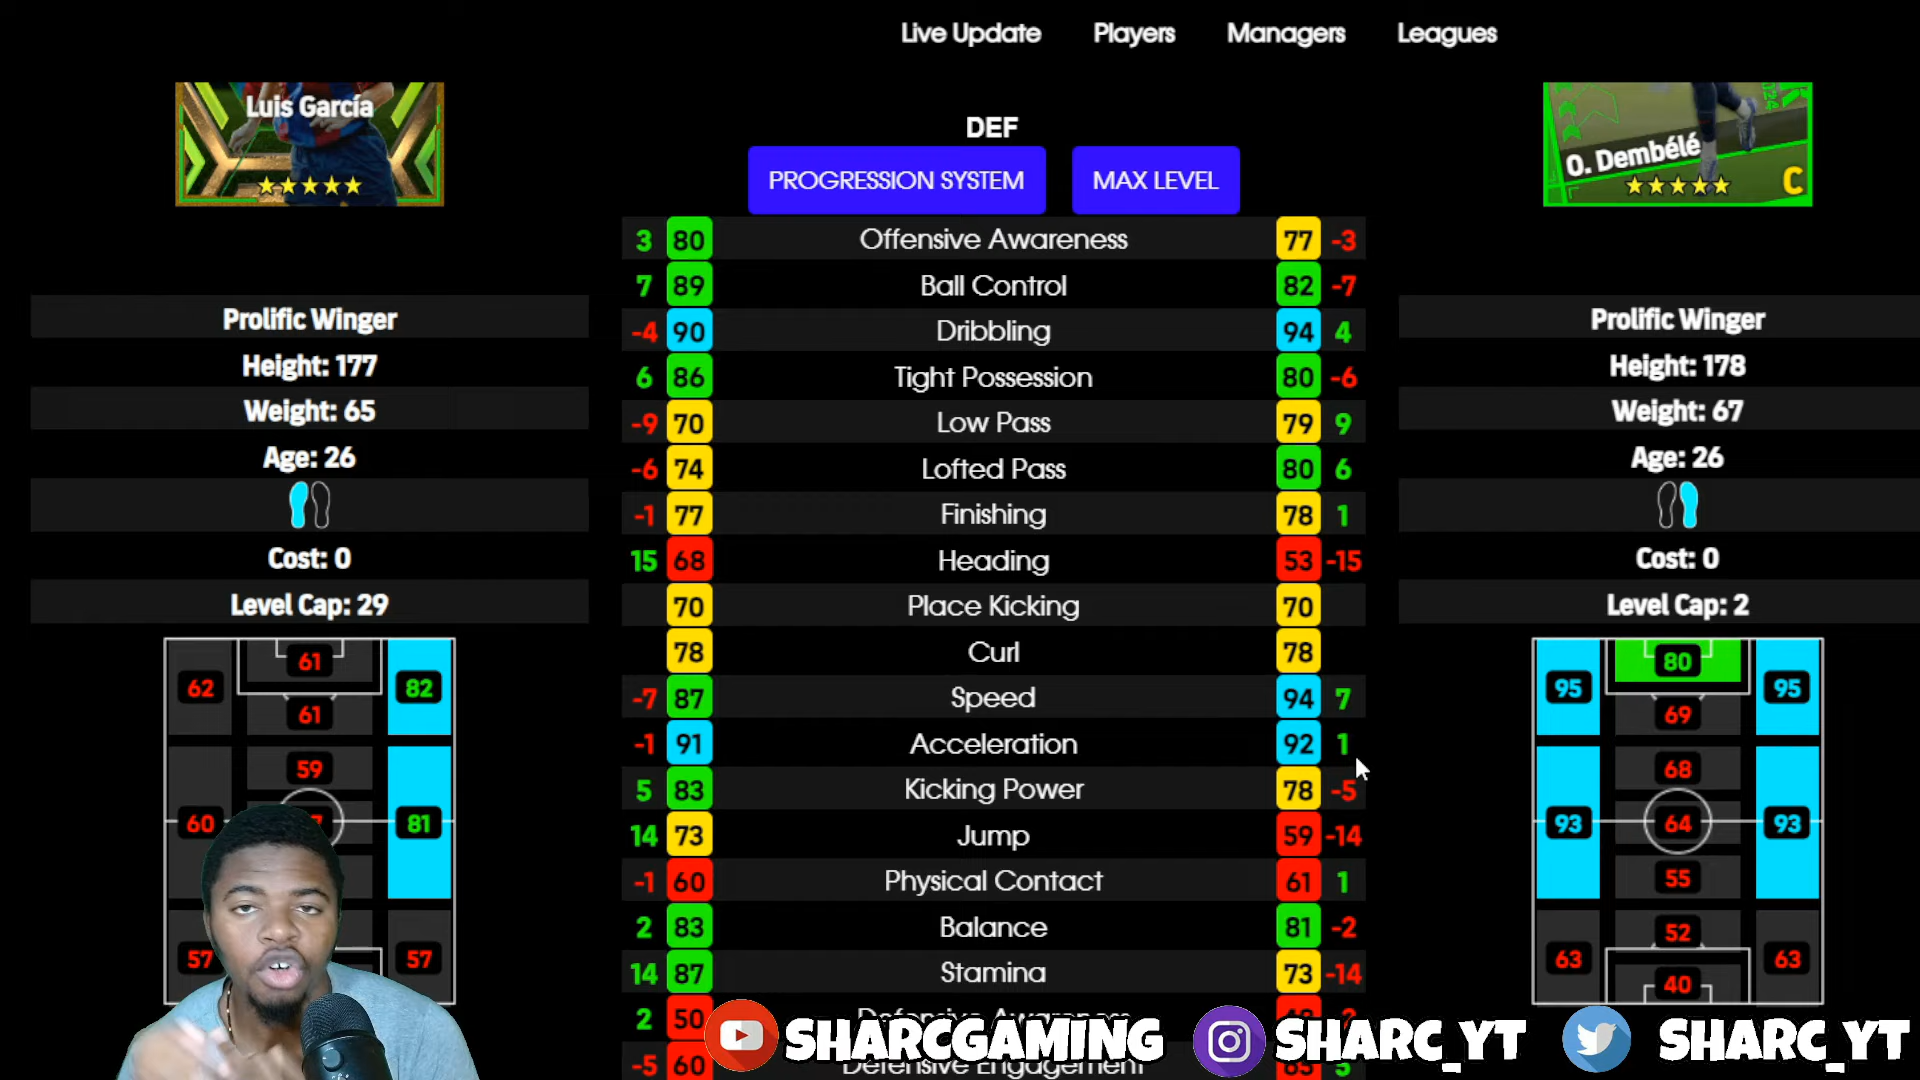 Live Update Players Managers Leagues
Luis García
O. Dembélé
C
DEF
PROGRESSION SYSTEM MAX LEVEL
3 80 Offensive Awareness 77 -3
7 89 Ball Control 82 -7
-4 90 Dribbling 94 4
6 86 Tight Possession 80 -6
-9 70 Low Pass 79 9
-6 74 Lofted Pass 80 6
-1 77 Finishing 78 1
15 68 Heading 53 -15
70 Place Kicking 70
78 Curl 78
-7 87 Speed 94 7
-1 91 Acceleration 92 1
5 83 Kicking Power 78 -5
14 73 Jump 59 -14
-1 60 Physical Contact 61 1
2 83 Balance 81 -2
14 87 Stamina 73 -14
2 50 Defensive Awareness
-5 60 Defensive Engagement 65 5
Prolific Winger
Height: 177
Weight: 65
Age: 26
Cost: 0
Level Cap: 29
61
62 82
61
59
60 81
57 57
Prolific Winger
Height: 178
Weight: 67
Age: 26
Cost: 0
Level Cap: 2
80
95 95
69
68
93 64 93
55
52
63 63
40
SHARCGAMING SHARC_YT SHARC_YT